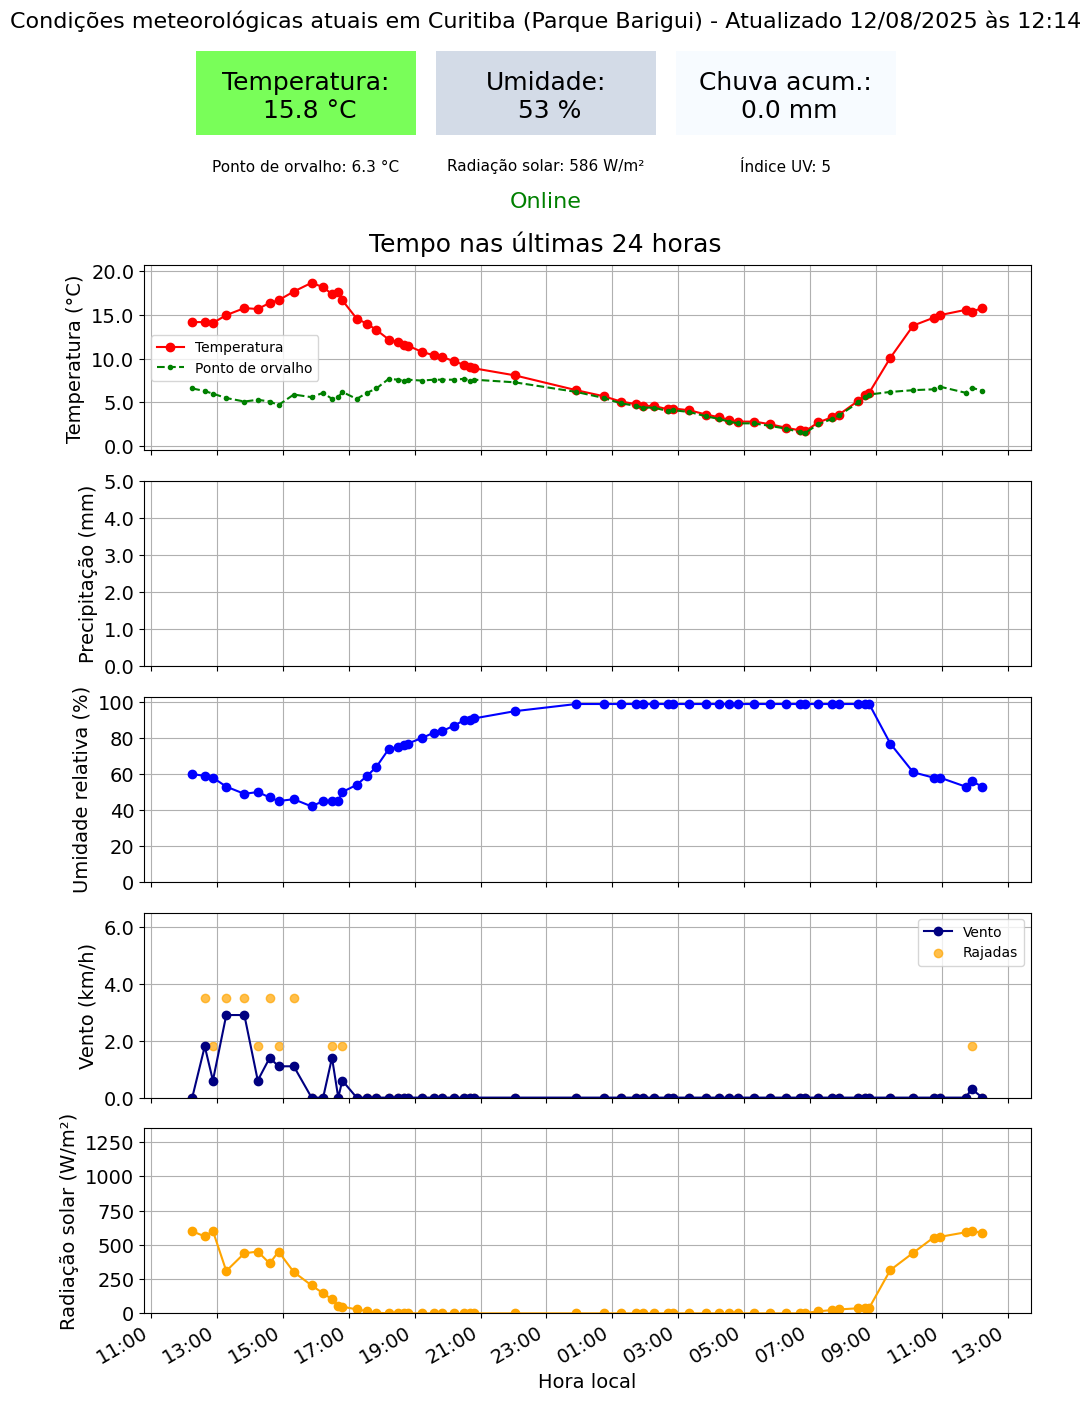 Condições meteorológicas atuais em Curitiba (Parque Barigui) - Atualizado 12/08/2025 às 12:14
Temperatura:
15.8 °C
Umidade:
53 %
Chuva acum.:
0.0 mm
Ponto de orvalho: 6.3 °C
Radiação solar: 586 W/m²
Índice UV: 5
Online
Tempo nas últimas 24 horas
Temperatura (°C)
20.0
15.0
10.0
5.0
0.0
Temperatura
Ponto de orvalho
Precipitação (mm)
5.0
4.0
3.0
2.0
1.0
0.0
Umidade relativa (%)
100
80
60
40
20
0
Vento (km/h)
6.0
4.0
2.0
0.0
Vento
Rajadas
Radiação solar (W/m²)
1250
1000
750
500
250
0
11:00
13:00
15:00
17:00
19:00
21:00
23:00
01:00
03:00
05:00
07:00
09:00
11:00
13:00
Hora local